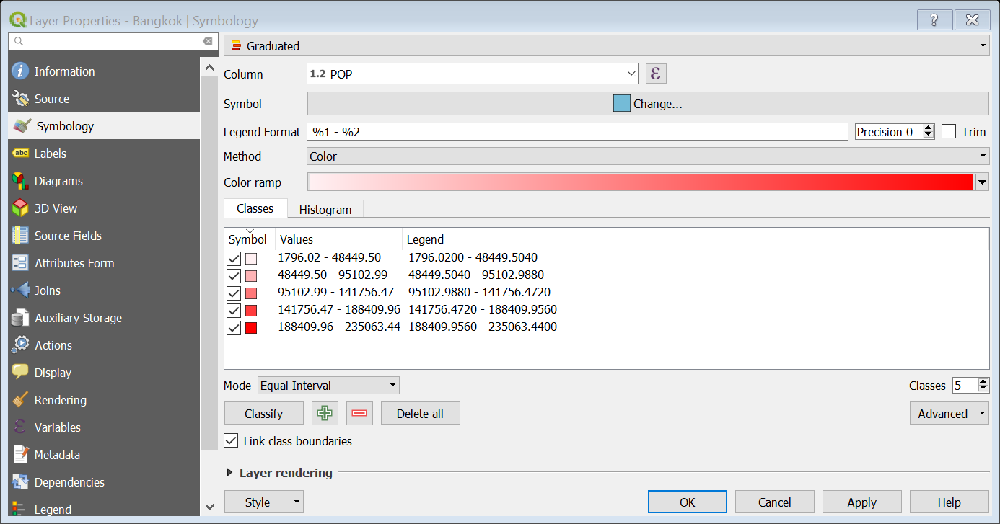 Layer Properties - Bangkok | Symbology
Information
Source
Symbology
Labels
Diagrams
3D View
Source Fields
Attributes Form
Joins
Auxiliary Storage
Actions
Display
Rendering
Variables
Metadata
Dependencies
Legend
Graduated
Column 1.2 POP ε
Symbol Change...
Legend Format %1 - %2 Precision 0 Trim
Method Color
Color ramp
Classes Histogram
Symbol Values Legend
1796.02 - 48449.50 1796.0200 - 48449.5040
48449.50 - 95102.99 48449.5040 - 95102.9880
95102.99 - 141756.47 95102.9880 - 141756.4720
141756.47 - 188409.96 141756.4720 - 188409.9560
188409.96 - 235063.44 188409.9560 - 235063.4400
Mode Equal Interval Classes 5
Classify Delete all Advanced
Link class boundaries
Layer rendering
Style OK Cancel Apply Help